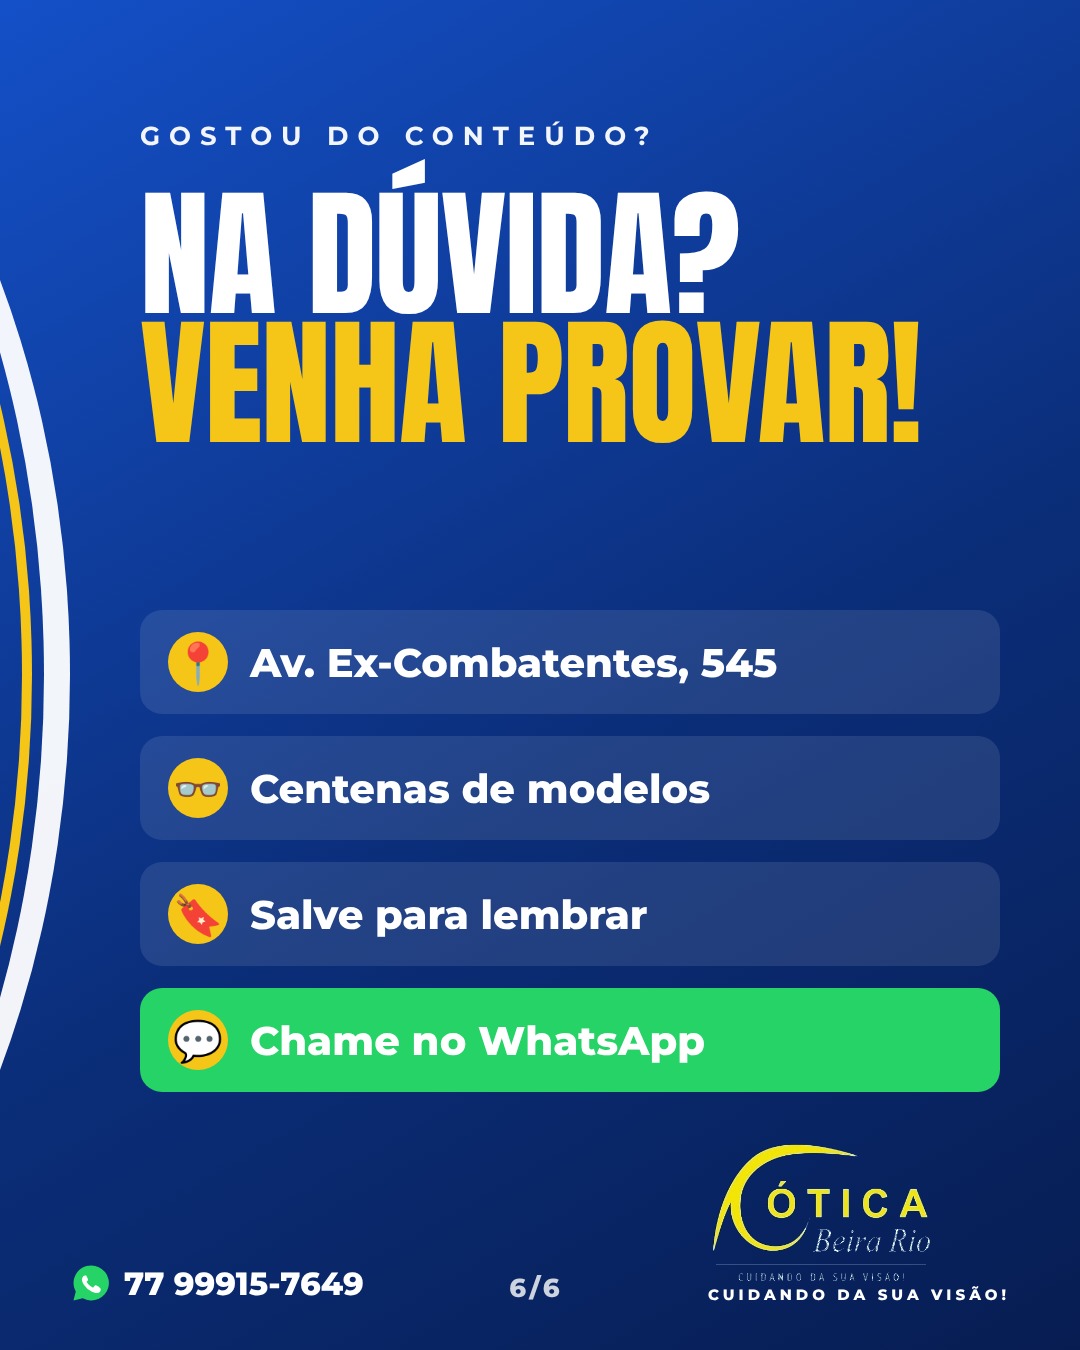 GOSTOU DO CONTEÚDO?
NA DÚVIDA?
VENHA PROVAR!
Av. Ex-Combatentes, 545
Centenas de modelos
Salve para lembrar
Chame no WhatsApp
ÓTICA
Beira Rio
CUIDANDO DA SUA VISÃO!
CUIDANDO DA SUA VISÃO!
77 99915-7649
6/6